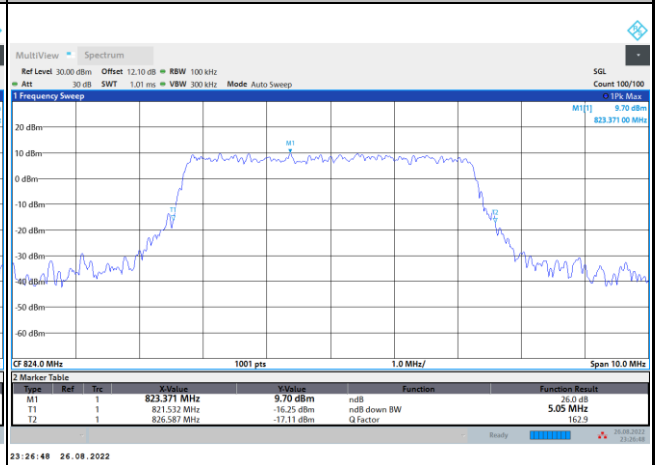 MultiView Spectrum
Ref Level 30.00 dBm Offset 12.10 dB RBW 100 kHz SGL
Att 30 dB SWT 1.01 ms VBW 300 kHz Mode Auto Sweep Count 100/100
1 Frequency Sweep 1Pk Max
M1[1] 9.70 dBm
823.371 00 MHz
20 dBm
M1
10 dBm
0 dBm
-10 dBm
T1
T2
-20 dBm
-30 dBm
-40 dBm
-50 dBm
-60 dBm
CF 824.0 MHz 1001 pts 1.0 MHz/ Span 10.0 MHz
2 Marker Table
Type Ref Trc X-Value Y-Value Function Function Result
M1 1 823.371 MHz 9.70 dBm ndB 26.0 dB
T1 1 821.532 MHz -16.25 dBm ndB down BW 5.05 MHz
T2 1 826.587 MHz -17.11 dBm Q Factor 162.9
Ready 26.08.2022
23:26:48
23:26:48 26.08.2022